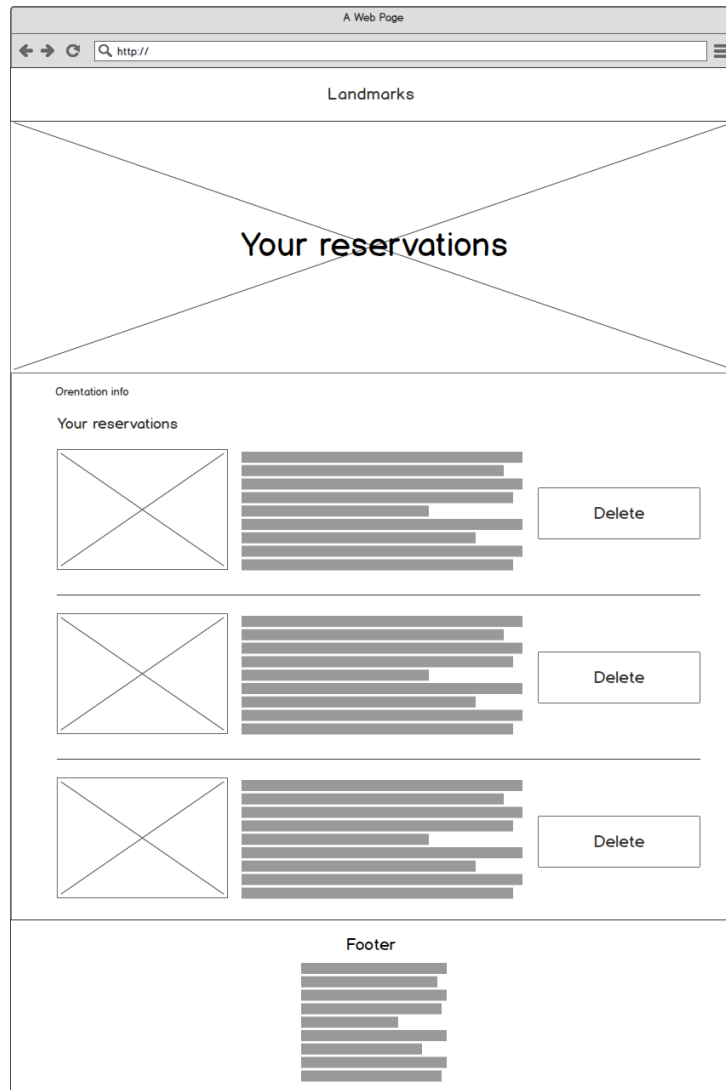 A Web Page
http://
Landmarks
Your reservations
Orentation info
Your reservations
Delete
Delete
Delete
Footer